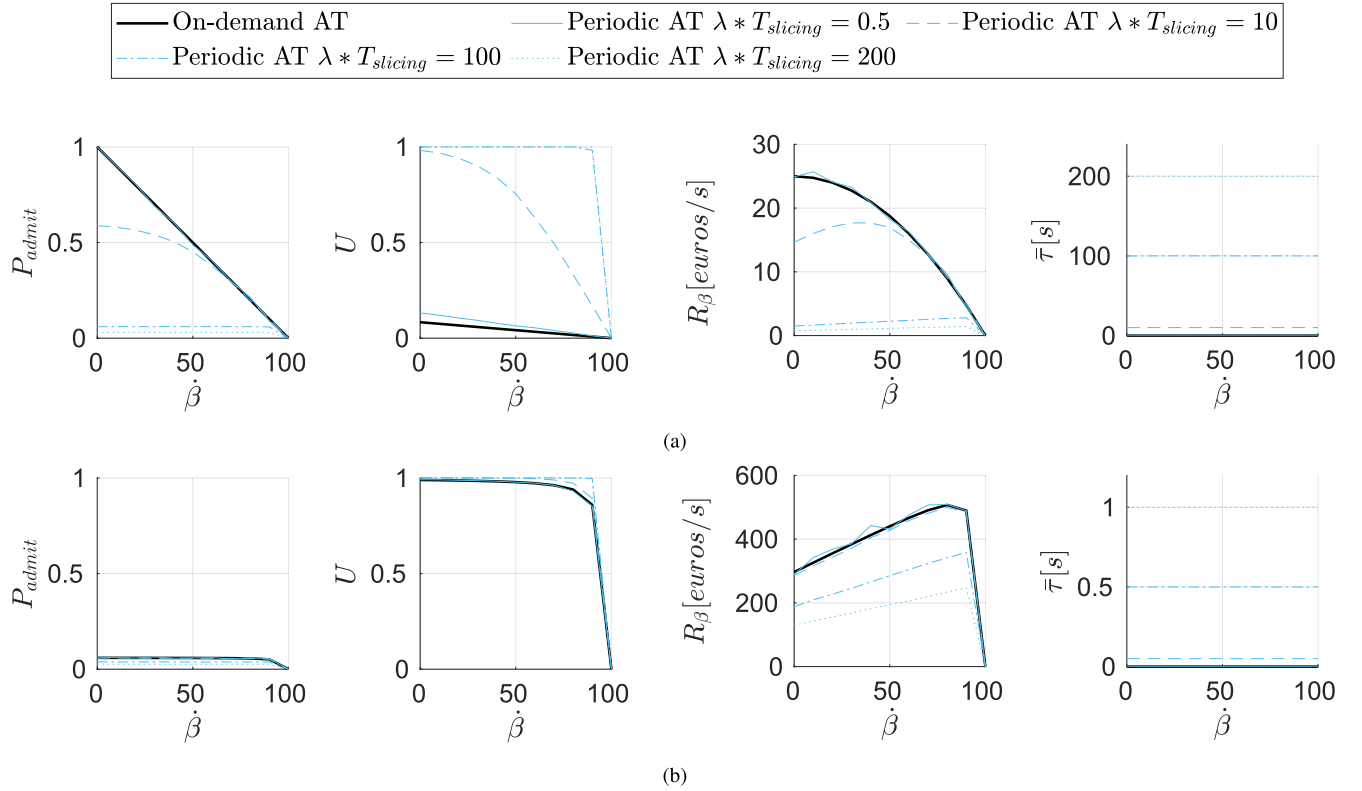 On-demand AT
Periodic AT λ ∗ T_slicing = 0.5
Periodic AT λ ∗ T_slicing = 10
Periodic AT λ ∗ T_slicing = 100
Periodic AT λ ∗ T_slicing = 200
P_admit
1
0.5
0
0 50 100
β̇
U
1
0.5
0
0 50 100
β̇
R_β[euros/s]
30
20
10
0
0 50 100
β̇
τ̄[s]
200
100
0
0 50 100
β̇
(a)
P_admit
1
0.5
0
0 50 100
β̇
U
1
0.5
0
0 50 100
β̇
R_β[euros/s]
600
400
200
0
0 50 100
β̇
τ̄[s]
1
0.5
0
0 50 100
β̇
(b)